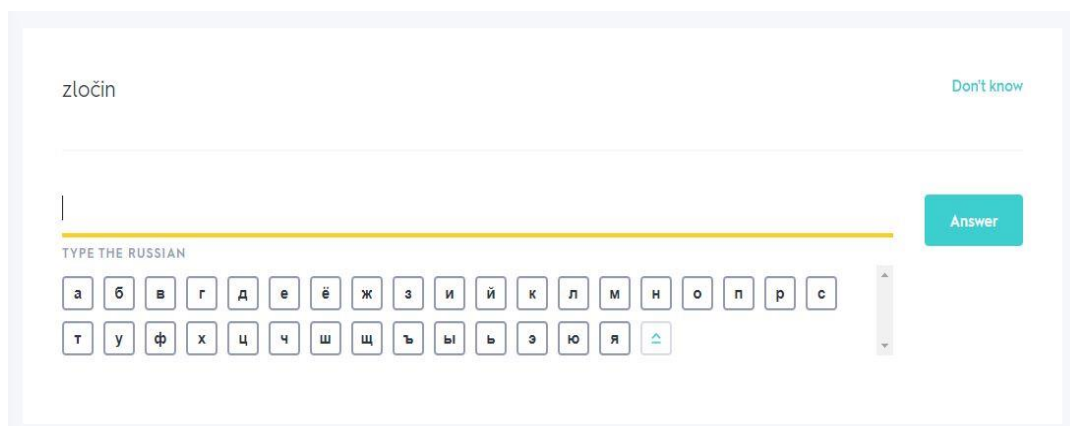 zločin
Don't know
Answer
TYPE THE RUSSIAN
а б в г д е ё ж з и й к л м н о п р с
т у ф х ц ч ш щ ъ ы ь э ю я